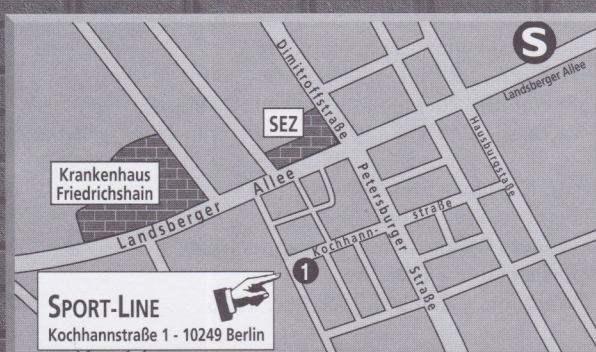 S
Landsberger Allee
Dimitroffstraße
SEZ
Hausburgstaße
Krankenhaus
Friedrichshain
Landsberger Allee
Petersburger Straße
Kochhann-straße
1
SPORT-LINE
Kochhannstraße 1 - 10249 Berlin